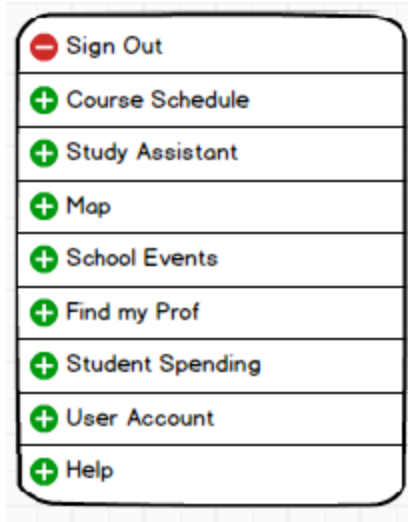 Sign Out
Course Schedule
Study Assistant
Map
School Events
Find my Prof
Student Spending
User Account
Help